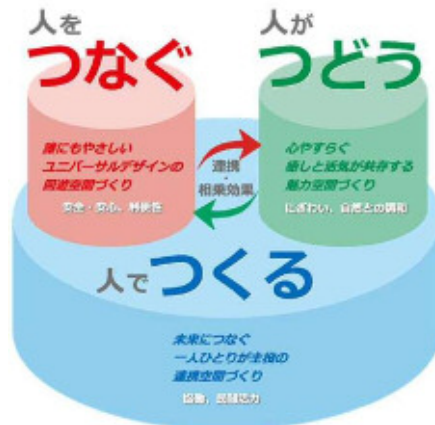 人を
つなぐ
誰にもやさしい
ユニバーサルデザインの
回遊空間づくり
安全・安心、利便性
人が
つどう
心やすらぐ
癒しと活気が共存する
魅力空間づくり
にぎわい、自然との調和
連携
・
相乗効果
人で
つくる
未来につなぐ
一人ひとりが主役の
連携空間づくり
協働、民間活力